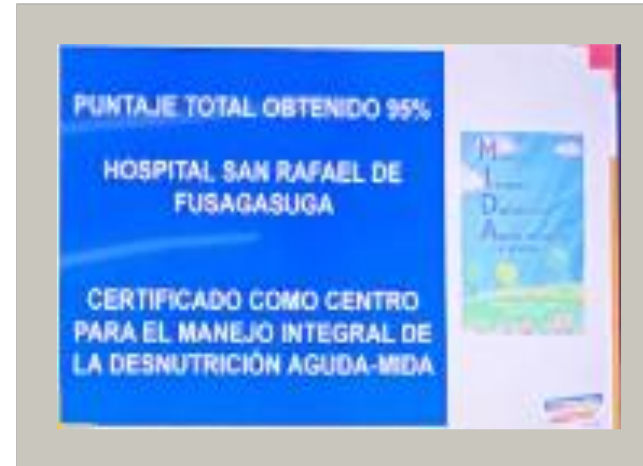 PUNTAJE TOTAL OBTENIDO 95%
HOSPITAL SAN RAFAEL DE
FUSAGASUGA
CERTIFICADO COMO CENTRO
PARA EL MANEJO INTEGRAL DE
LA DESNUTRICIÓN AGUDA-MIDA
M
I
D
A